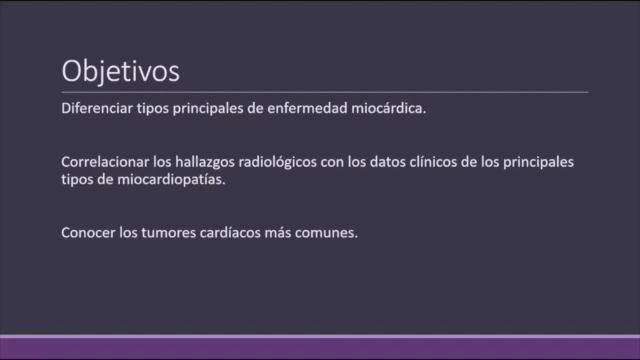 Objetivos
Diferenciar tipos principales de enfermedad miocárdica.
Correlacionar los hallazgos radiológicos con los datos clínicos de los principales
tipos de miocardiopatías.
Conocer los tumores cardíacos más comunes.